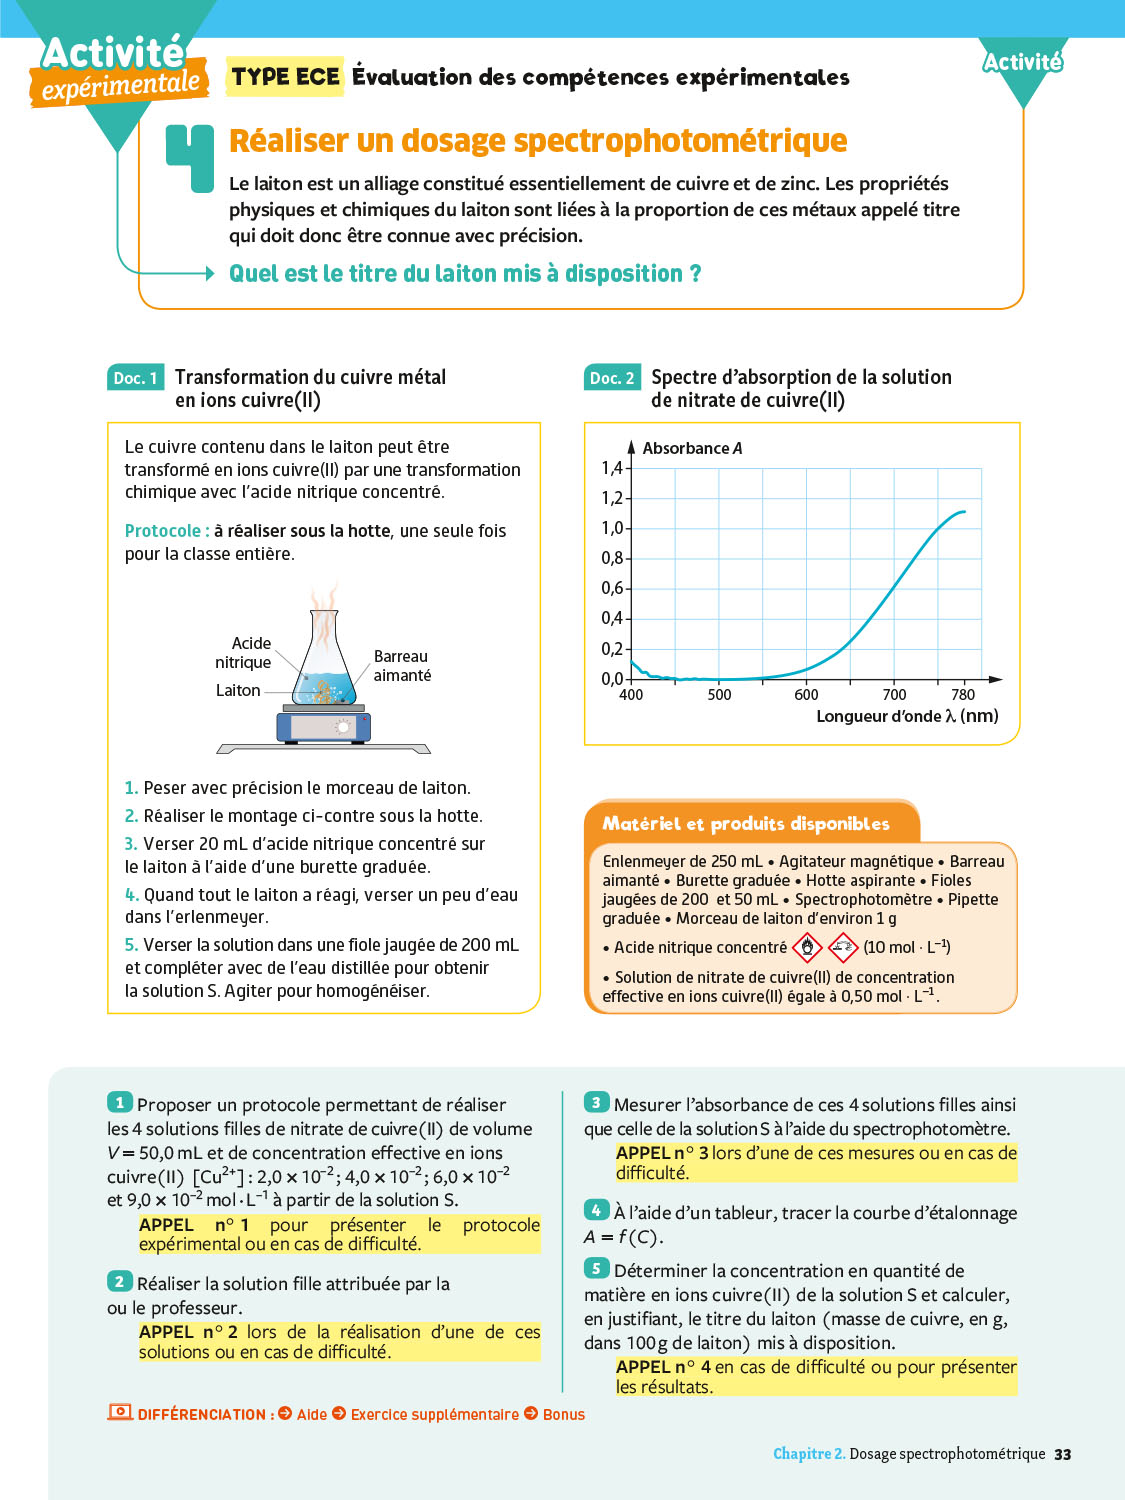 Activité
expérimentale
TYPE ECE Évaluation des compétences expérimentales
Activité
4
Réaliser un dosage spectrophotométrique
Le laiton est un alliage constitué essentiellement de cuivre et de zinc. Les propriétés
physiques et chimiques du laiton sont liées à la proportion de ces métaux appelé titre
qui doit donc être connue avec précision.
Quel est le titre du laiton mis à disposition ?
Doc. 1 Transformation du cuivre métal
en ions cuivre(II)
Le cuivre contenu dans le laiton peut être
transformé en ions cuivre(II) par une transformation
chimique avec l'acide nitrique concentré.
Protocole : à réaliser sous la hotte, une seule fois
pour la classe entière.
Acide
nitrique
Laiton
Barreau
aimanté
1. Peser avec précision le morceau de laiton.
2. Réaliser le montage ci-contre sous la hotte.
3. Verser 20 mL d'acide nitrique concentré sur
le laiton à l'aide d'une burette graduée.
4. Quand tout le laiton a réagi, verser un peu d'eau
dans l'erlenmeyer.
5. Verser la solution dans une fiole jaugée de 200 mL
et compléter avec de l'eau distillée pour obtenir
la solution S. Agiter pour homogénéiser.
Doc. 2 Spectre d'absorption de la solution
de nitrate de cuivre(II)
Absorbance A
1,4
1,2
1,0
0,8
0,6
0,4
0,2
0,0
400 500 600 700 780
Longueur d'onde λ (nm)
Matériel et produits disponibles
Enlenmeyer de 250 mL • Agitateur magnétique • Barreau
aimanté • Burette graduée • Hotte aspirante • Fioles
jaugées de 200 et 50 mL • Spectrophotomètre • Pipette
graduée • Morceau de laiton d'environ 1 g
• Acide nitrique concentré (10 mol · L⁻¹)
• Solution de nitrate de cuivre(II) de concentration
effective en ions cuivre(II) égale à 0,50 mol · L⁻¹.
1 Proposer un protocole permettant de réaliser
les 4 solutions filles de nitrate de cuivre(II) de volume
V = 50,0 mL et de concentration effective en ions
cuivre(II) [Cu²⁺] : 2,0 × 10⁻² ; 4,0 × 10⁻² ; 6,0 × 10⁻²
et 9,0 × 10⁻² mol · L⁻¹ à partir de la solution S.
APPEL n° 1 pour présenter le protocole
expérimental ou en cas de difficulté.
2 Réaliser la solution fille attribuée par la
ou le professeur.
APPEL n° 2 lors de la réalisation d'une de ces
solutions ou en cas de difficulté.
3 Mesurer l'absorbance de ces 4 solutions filles ainsi
que celle de la solution S à l'aide du spectrophotomètre.
APPEL n° 3 lors d'une de ces mesures ou en cas de
difficulté.
4 À l'aide d'un tableur, tracer la courbe d'étalonnage
A = f (C).
5 Déterminer la concentration en quantité de
matière en ions cuivre(II) de la solution S et calculer,
en justifiant, le titre du laiton (masse de cuivre, en g,
dans 100 g de laiton) mis à disposition.
APPEL n° 4 en cas de difficulté ou pour présenter
les résultats.
DIFFÉRENCIATION : Aide Exercice supplémentaire Bonus
Chapitre 2. Dosage spectrophotométrique 33